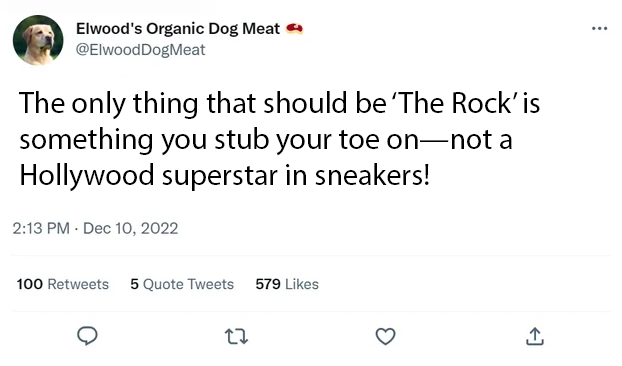 Elwood's Organic Dog Meat 🥩
@ElwoodDogMeat
The only thing that should be ‘The Rock’ is
something you stub your toe on—not a
Hollywood superstar in sneakers!
2:13 PM · Dec 10, 2022
100 Retweets 5 Quote Tweets 579 Likes